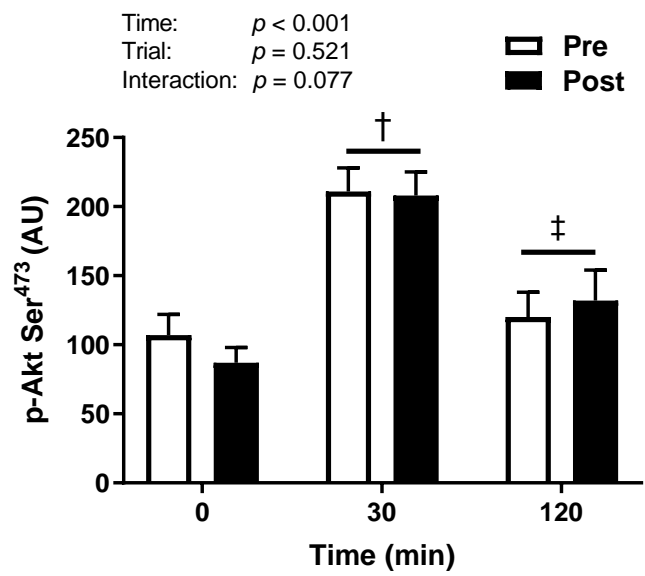 Time: p < 0.001
Trial: p = 0.521
Interaction: p = 0.077
Pre
Post
p-Akt Ser⁴⁷³ (AU)
250
200
150
100
50
0
†
‡
0 30 120
Time (min)